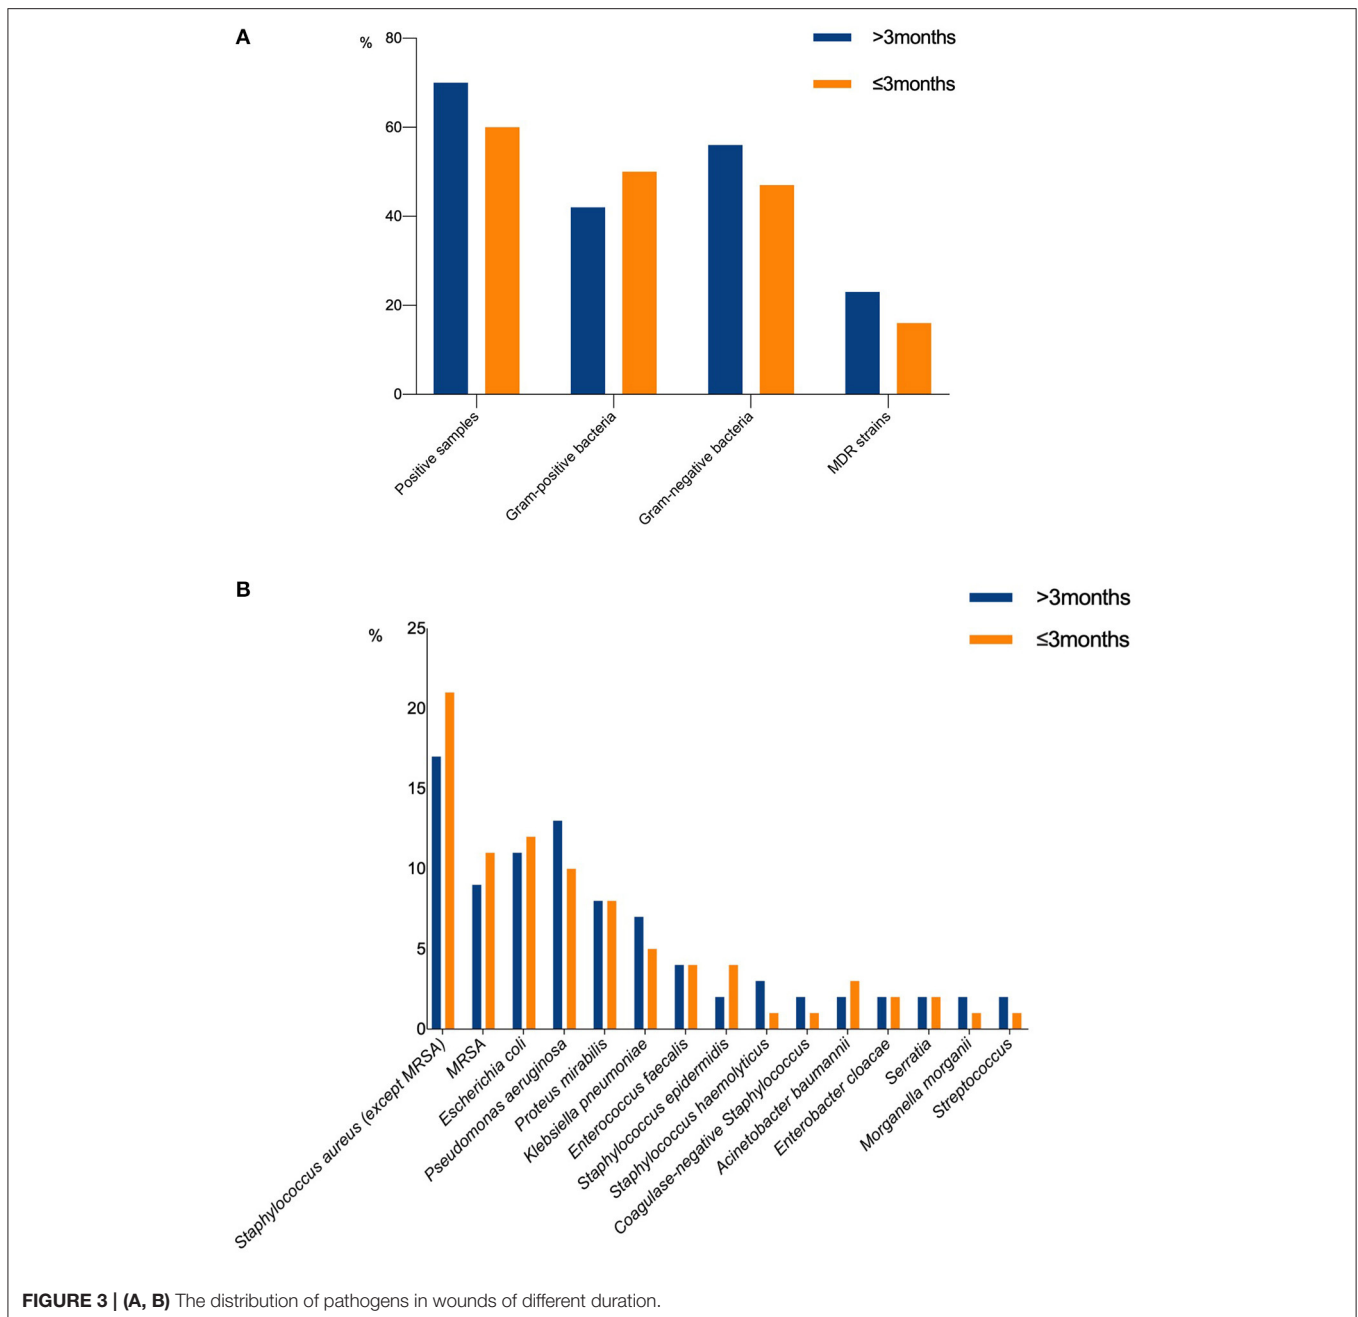 A
%
80
60
40
20
0
>3months
≤3months
Positive samples
Gram-positive bacteria
Gram-negative bacteria
MDR strains
B
%
25
20
15
10
5
0
>3months
≤3months
Staphylococcus aureus (except MRSA)
MRSA
Escherichia coli
Pseudomonas aeruginosa
Proteus mirabilis
Klebsiella pneumoniae
Enterococcus faecalis
Staphylococcus epidermidis
Staphylococcus haemolyticus
Coagulase-negative Staphylococcus
Acinetobacter baumannii
Enterobacter cloacae
Serratia
Morganella morganii
Streptococcus
FIGURE 3 | (A, B) The distribution of pathogens in wounds of different duration.